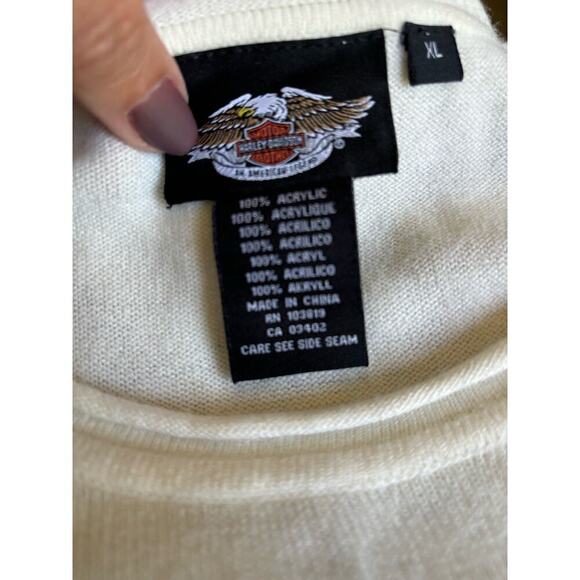 XL
MOTOR
HARLEY-DAVIDSON
CLOTHES
AN AMERICAN LEGEND
®
100% ACRYLIC
100% ACRYLIQUE
100% ACRILICO
100% ACRILICO
100% ACRYL
100% ACRILICO
100% AKRYLL
MADE IN CHINA
RN 103819
CA 03402
CARE SEE SIDE SEAM